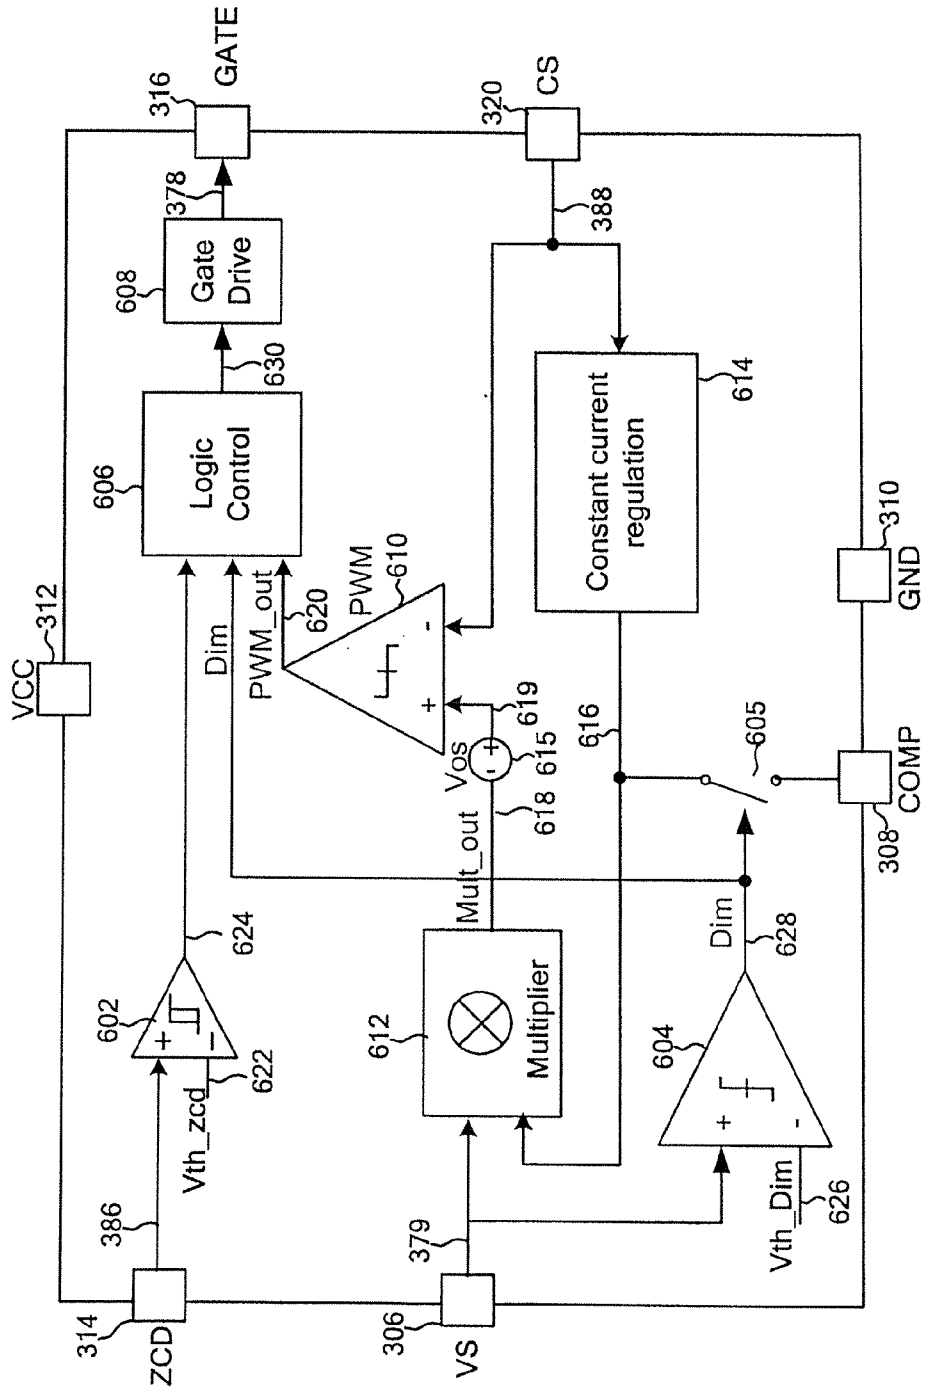 VCC
312
ZCD
314
386
Vth_zcd
622
602
+
-
624
606
Logic
Control
630
608
Gate
Drive
378
316
GATE
Dim
PWM_out
620
PWM
610
+
-
VS
306
379
612
Multiplier
Mult_out
618
Vos
- +
615
619
CS
320
388
Constant current
regulation
614
616
605
604
+
-
Vth_Dim
626
Dim
628
308
COMP
310
GND